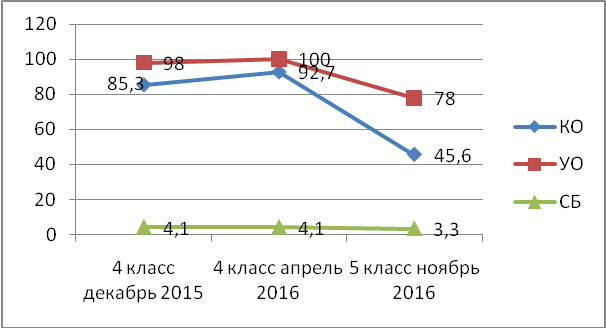 120
100
80
60
40
20
0
98
100
85,3
92,7
78
45,6
4,1
4,1
3,3
4 класс
декабрь 2015
4 класс апрель
2016
5 класс ноябрь
2016
КО
УО
СБ